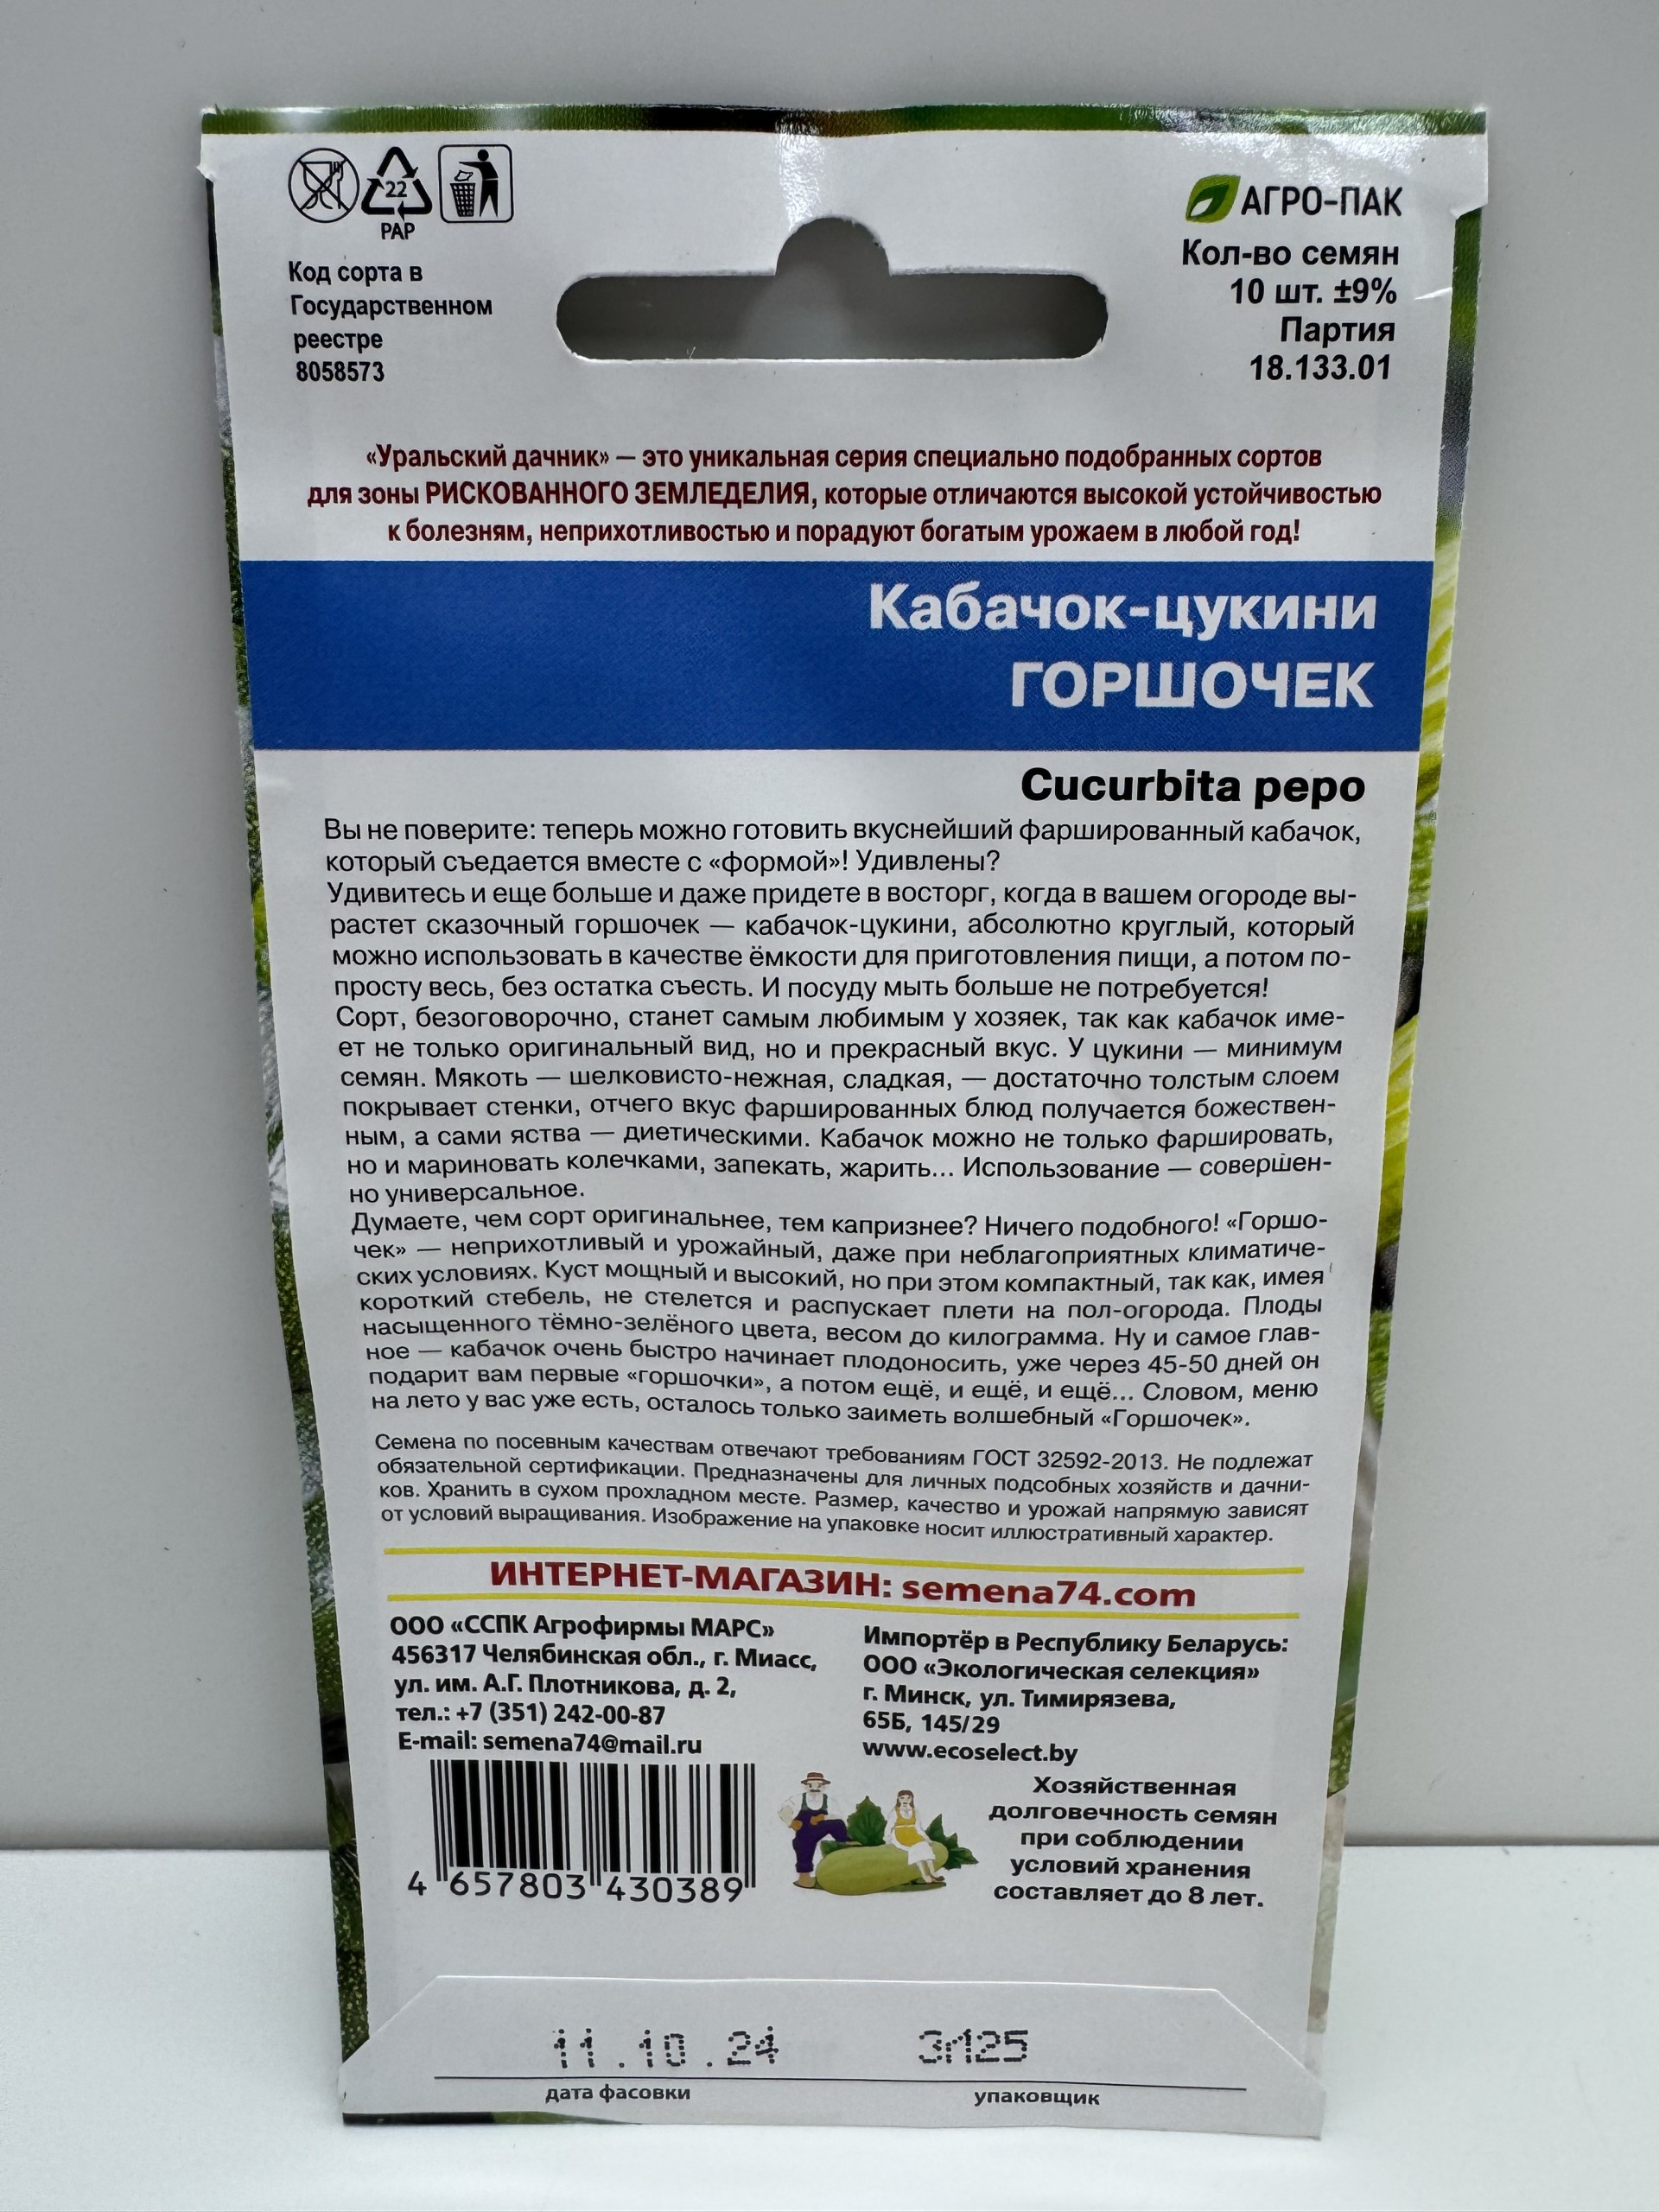 22
PAP
Код сорта в
Государственном
реестре
8058573
АГРО-ПАК
Кол-во семян
10 шт. ±9%
Партия
18.133.01
«Уральский дачник» — это уникальная серия специально подобранных сортов
для зоны РИСКОВАННОГО ЗЕМЛЕДЕЛИЯ, которые отличаются высокой устойчивостью
к болезням, неприхотливостью и порадуют богатым урожаем в любой год!
Кабачок-цукини
ГОРШОЧЕК
Cucurbita pepo
Вы не поверите: теперь можно готовить вкуснейший фаршированный кабачок,
который съедается вместе с «формой»! Удивлены?
Удивитесь и еще больше и даже придете в восторг, когда в вашем огороде вы-
растет сказочный горшочек — кабачок-цукини, абсолютно круглый, который
можно использовать в качестве ёмкости для приготовления пищи, а потом по-
просту весь, без остатка съесть. И посуду мыть больше не потребуется!
Сорт, безоговорочно, станет самым любимым у хозяек, так как кабачок име-
ет не только оригинальный вид, но и прекрасный вкус. У цукини — минимум
семян. Мякоть — шелковисто-нежная, сладкая, — достаточно толстым слоем
покрывает стенки, отчего вкус фаршированных блюд получается божествен-
ным, а сами яства — диетическими. Кабачок можно не только фаршировать,
но и мариновать колечками, запекать, жарить... Использование — совершен-
но универсальное.
Думаете, чем сорт оригинальнее, тем капризнее? Ничего подобного! «Горшо-
чек» — неприхотливый и урожайный, даже при неблагоприятных климатиче-
ских условиях. Куст мощный и высокий, но при этом компактный, так как, имея
короткий стебель, не стелется и распускает плети на пол-огорода. Плоды
насыщенного тёмно-зелёного цвета, весом до килограмма. Ну и самое глав-
ное — кабачок очень быстро начинает плодоносить, уже через 45-50 дней он
подарит вам первые «горшочки», а потом ещё, и ещё, и ещё... Словом, меню
на лето у вас уже есть, осталось только заиметь волшебный «Горшочек».
Семена по посевным качествам отвечают требованиям ГОСТ 32592-2013. Не подлежат
обязательной сертификации. Предназначены для личных подсобных хозяйств и дачни-
ков. Хранить в сухом прохладном месте. Размер, качество и урожай напрямую зависят
от условий выращивания. Изображение на упаковке носит иллюстративный характер.
ИНТЕРНЕТ-МАГАЗИН: semena74.com
ООО «ССПК Агрофирмы МАРС»
456317 Челябинская обл., г. Миасс,
ул. им. А.Г. Плотникова, д. 2,
тел.: +7 (351) 242-00-87
E-mail: semena74@mail.ru
Импортёр в Республику Беларусь:
ООО «Экологическая селекция»
г. Минск, ул. Тимирязева,
65Б, 145/29
www.ecoselect.by
4 657803 430389
Хозяйственная
долговечность семян
при соблюдении
условий хранения
составляет до 8 лет.
11.10.24 ЗП25
дата фасовки упаковщик